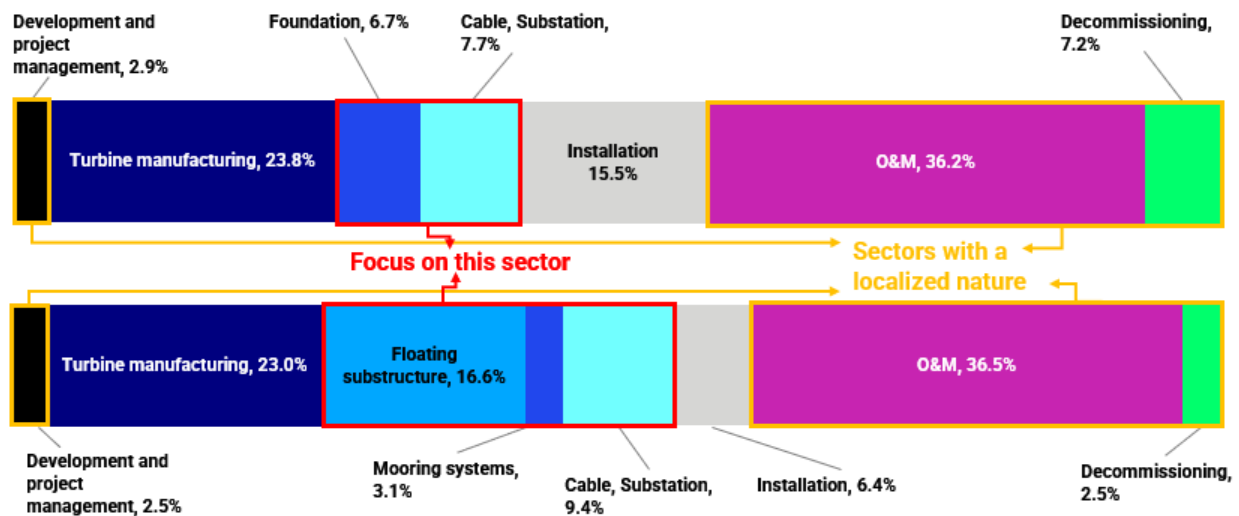 Development and
project
management, 2.9%
Foundation, 6.7%
Cable, Substation,
7.7%
Decommissioning,
7.2%
Turbine manufacturing, 23.8%
Installation
15.5%
O&M, 36.2%
Focus on this sector
Sectors with a
localized nature
Turbine manufacturing, 23.0%
Floating
substructure, 16.6%
O&M, 36.5%
Development and
project
management, 2.5%
Mooring systems,
3.1%
Cable, Substation,
9.4%
Installation, 6.4%
Decommissioning,
2.5%